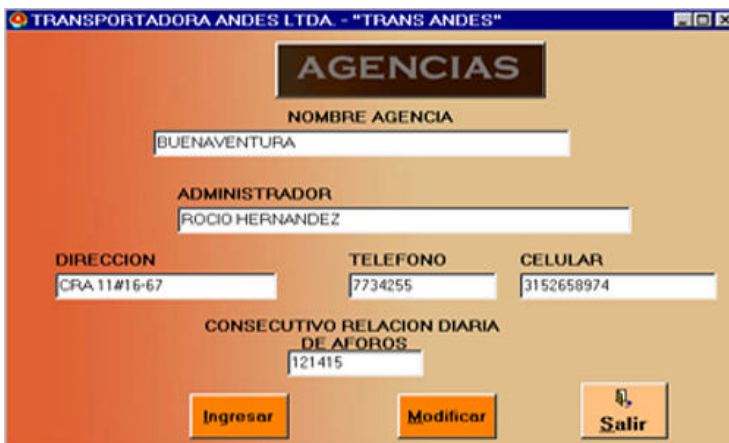 TRANSPORTADORA ANDES LTDA. - "TRANS ANDES"
AGENCIAS
NOMBRE AGENCIA
BUENAVENTURA
ADMINISTRADOR
ROCIO HERNANDEZ
DIRECCION TELEFONO CELULAR
CRA 11#16-67 7734255 3152658974
CONSECUTIVO RELACION DIARIA
DE AFOROS
121415
Ingresar Modificar Salir